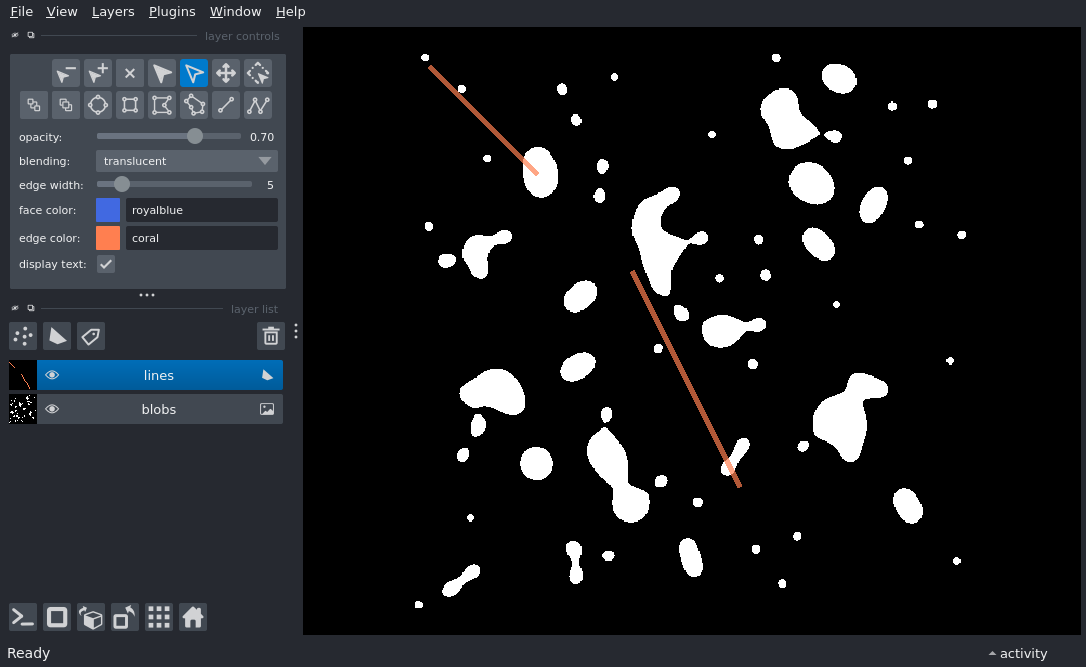 File View Layers Plugins Window Help
layer controls
opacity: 0.70
blending: translucent
edge width: 5
face color: royalblue
edge color: coral
display text:
layer list
lines
blobs
Ready activity